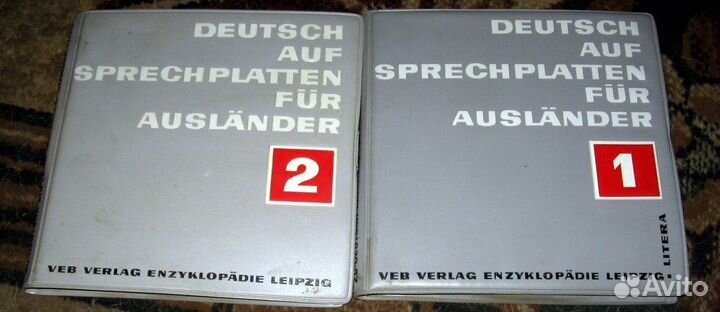 DEUTSCH
AUF
SPRECHPLATTEN
FÜR
AUSLÄNDER
2
VEB VERLAG ENZYKLOPÄDIE LEIPZIG
DEUTSCH
AUF
SPRECHPLATTEN
FÜR
AUSLÄNDER
1
VEB VERLAG ENZYKLOPÄDIE LEIPZIG · LITERA
Avito